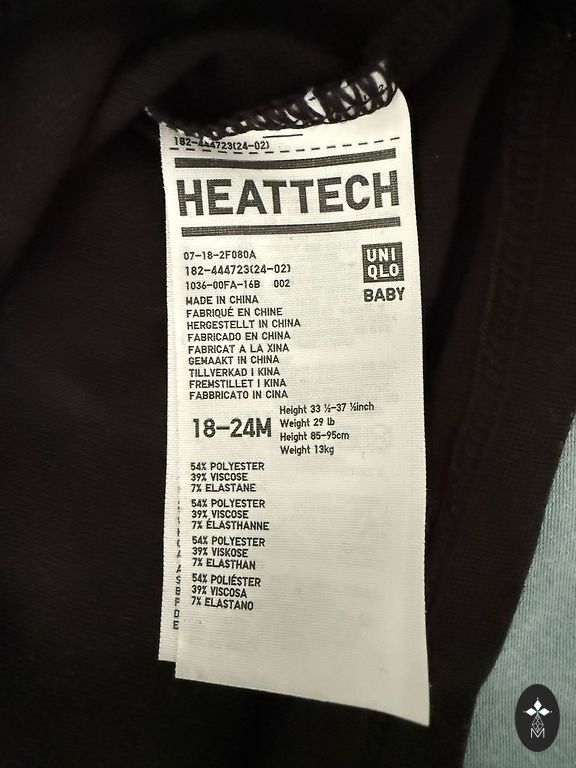 182-444723(24-02)
HEATTECH
07-18-2F080A
182-444723(24-02)
1036-00FA-16B 002
UNI
QLO
BABY
MADE IN CHINA
FABRIQUÉ EN CHINE
HERGESTELLT IN CHINA
FABRICADO EN CHINA
FABRICAT A LA XINA
GEMAAKT IN CHINA
TILLVERKAD I KINA
FREMSTILLET I KINA
FABBRICATO IN CINA
18-24M
Height 33 ½-37 ½inch
Weight 29 lb
Height 85-95cm
Weight 13kg
54% POLYESTER
39% VISCOSE
7% ELASTANE
54% POLYESTER
39% VISCOSE
7% ÉLASTHANNE
54% POLYESTER
39% VISKOSE
7% ELASTHAN
54% POLIÉSTER
39% VISCOSA
7% ELASTANO
M